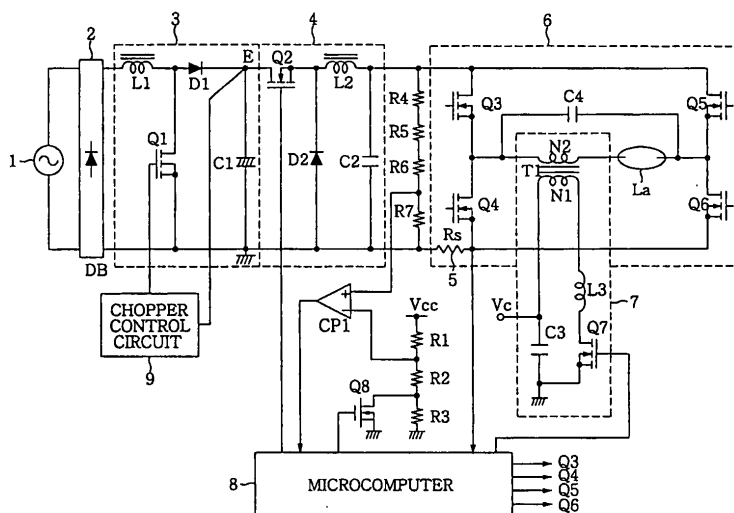 2
3
4
6
E
Q2
L1
D1
L2
R4
Q3
C4
Q5
R5
N2
Q1
1
C1
D2
R6
C2
T1
N1
La
Q4
Q6
R7
Rs
DB
5
L3
7
CHOPPER
CONTROL
CIRCUIT
9
CP1
+
−
Vcc
Vc
C3
Q7
R1
R2
Q8
R3
8
MICROCOMPUTER
Q3
Q4
Q5
Q6